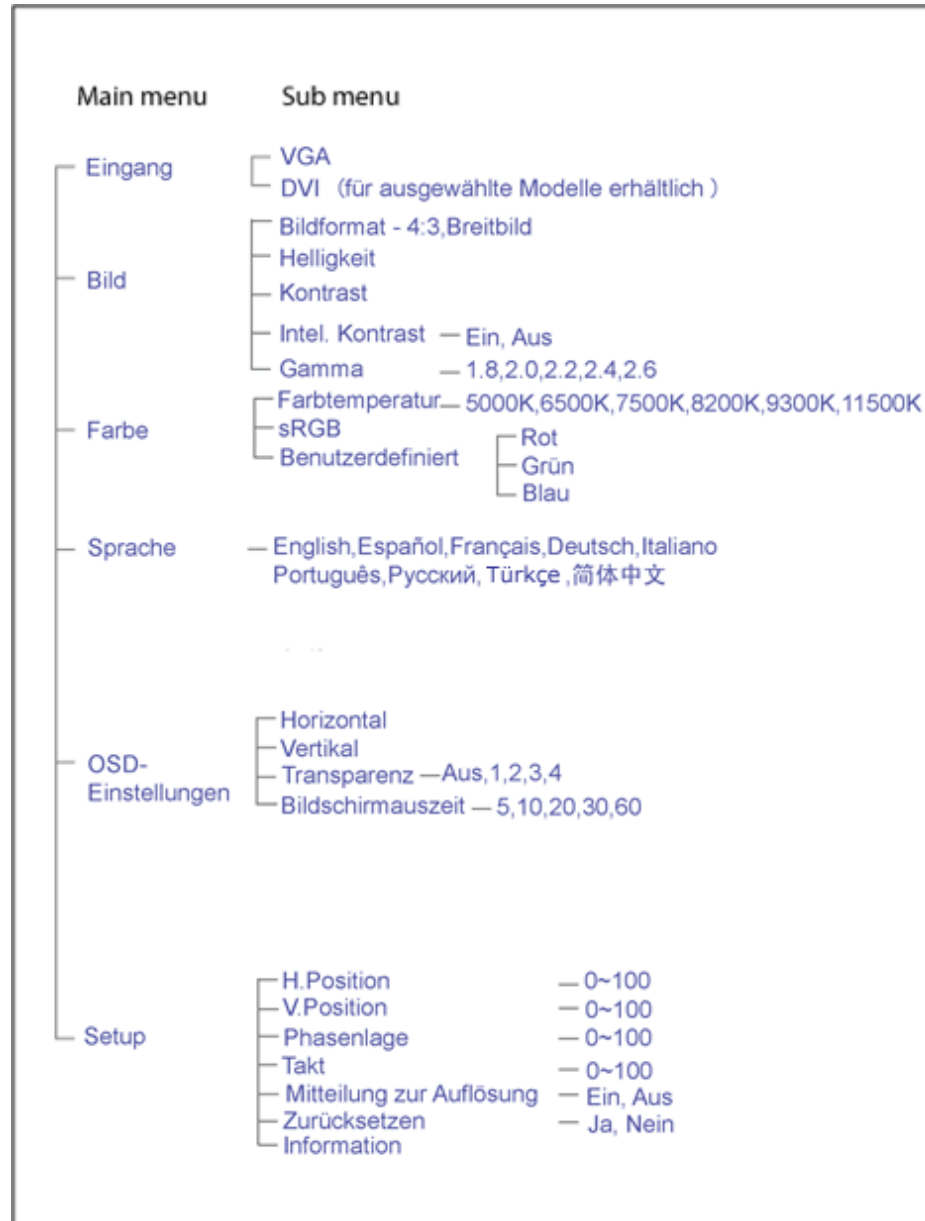 Main menu Sub menu
Eingang
VGA
DVI (für ausgewählte Modelle erhältlich )
Bild
Bildformat - 4:3,Breitbild
Helligkeit
Kontrast
Intel. Kontrast — Ein, Aus
Gamma — 1.8,2.0,2.2,2.4,2.6
Farbe
Farbtemperatur — 5000K,6500K,7500K,8200K,9300K,11500K
sRGB
Benutzerdefiniert
Rot
Grün
Blau
Sprache — English,Español,Français,Deutsch,Italiano
Português,Русский, Türkçe ,简体中文
OSD-
Einstellungen
Horizontal
Vertikal
Transparenz — Aus,1,2,3,4
Bildschirmauszeit — 5,10,20,30,60
Setup
H.Position — 0~100
V.Position — 0~100
Phasenlage — 0~100
Takt — 0~100
Mitteilung zur Auflösung — Ein, Aus
Zurücksetzen — Ja, Nein
Information